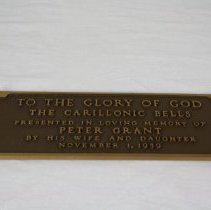 TO THE GLORY OF GOD
THE CARILLONIC BELLS
PRESENTED IN LOVING MEMORY OF
PETER GRANT
BY HIS WIFE AND DAUGHTER
NOVEMBER 1, 1959